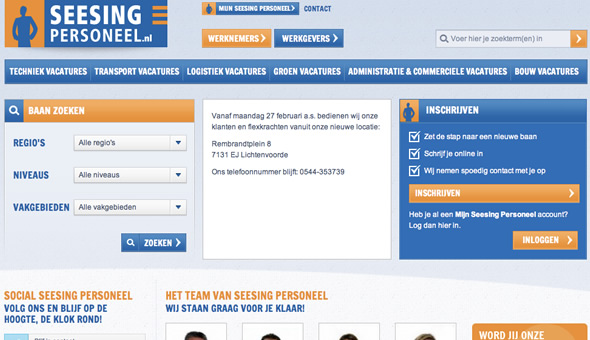 SEESING
PERSONEEL.nl
MIJN SEESING PERSONEEL
CONTACT
WERKNEMERS
WERKGEVERS
Voer hier je zoekterm(en) in
TECHNIEK VACATURES
TRANSPORT VACATURES
LOGISTIEK VACATURES
GROEN VACATURES
ADMINISTRATIE & COMMERCIELE VACATURES
BOUW VACATURES
BAAN ZOEKEN
REGIO'S
Alle regio's
NIVEAUS
Alle niveaus
VAKGEBIEDEN
Alle vakgebieden
ZOEKEN
Vanaf maandag 27 februari a.s. bedienen wij onze
klanten en flexkrachten vanuit onze nieuwe locatie:
Rembrandtplein 8
7131 EJ Lichtenvoorde
Ons telefoonnummer blijft: 0544-353739
INSCHRIJVEN
Zet de stap naar een nieuwe baan
Schrijf je online in
Wij nemen spoedig contact met je op
INSCHRIJVEN
Heb je al een Mijn Seesing Personeel account?
Log dan hier in.
INLOGGEN
SOCIAL SEESING PERSONEEL
VOLG ONS EN BLIJF OP DE
HOOGTE, DE KLOK ROND!
HET TEAM VAN SEESING PERSONEEL
WIJ STAAN GRAAG VOOR JE KLAAR!
WORD JIJ ONZE